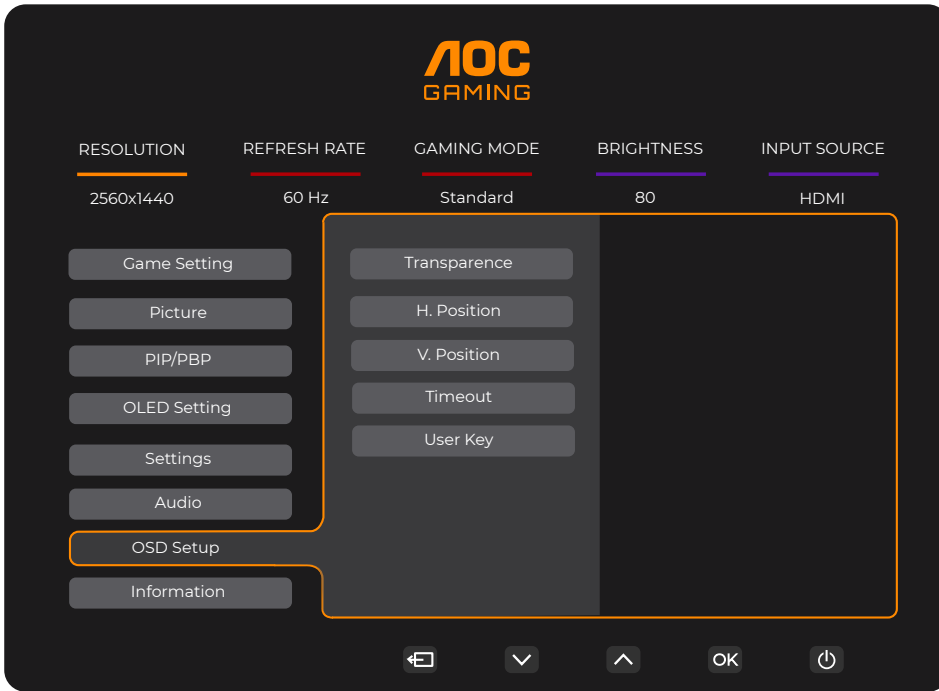 AOC
GAMING
RESOLUTION REFRESH RATE GAMING MODE BRIGHTNESS INPUT SOURCE
2560x1440 60 Hz Standard 80 HDMI
Game Setting Transparence
Picture H. Position
PIP/PBP V. Position
OLED Setting Timeout
Settings User Key
Audio
OSD Setup
Information
OK